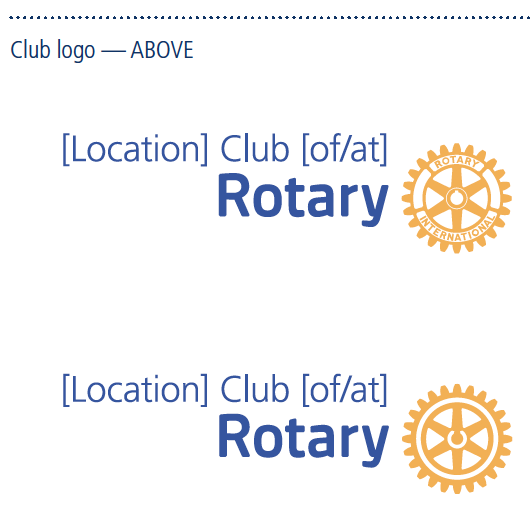 Club logo — ABOVE
[Location] Club [of/at]
Rotary
ROTARY
INTERNATIONAL
[Location] Club [of/at]
Rotary